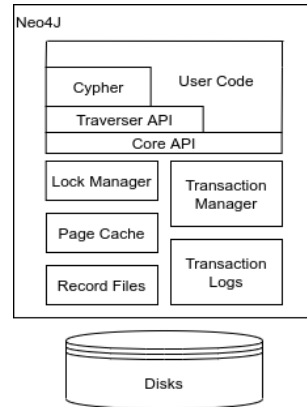 Neo4J
User Code
Cypher
Traverser API
Core API
Lock Manager
Transaction
Manager
Page Cache
Transaction
Logs
Record Files
Disks